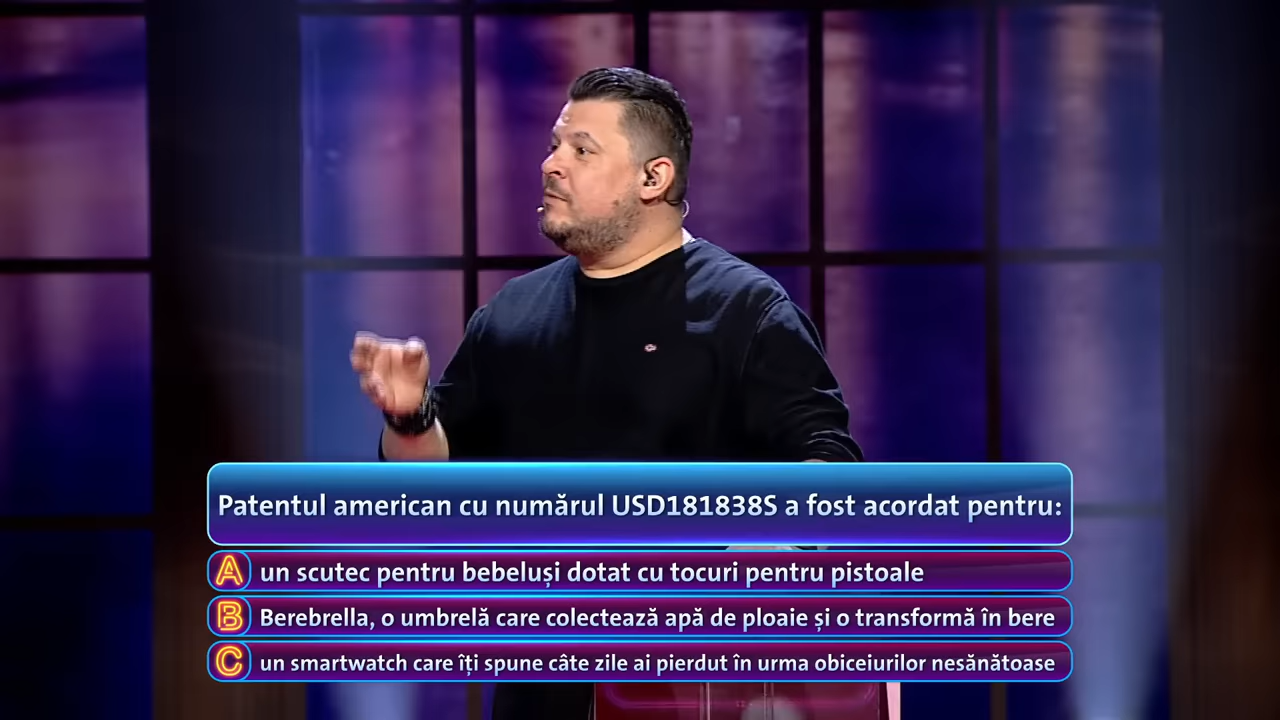 Patentul american cu numărul USD181838S a fost acordat pentru:
A un scutec pentru bebeluși dotat cu tocuri pentru pistoale
B Berebrella, o umbrelă care colectează apă de ploaie și o transformă în bere
C un smartwatch care îți spune câte zile ai pierdut în urma obiceiurilor nesănătoase